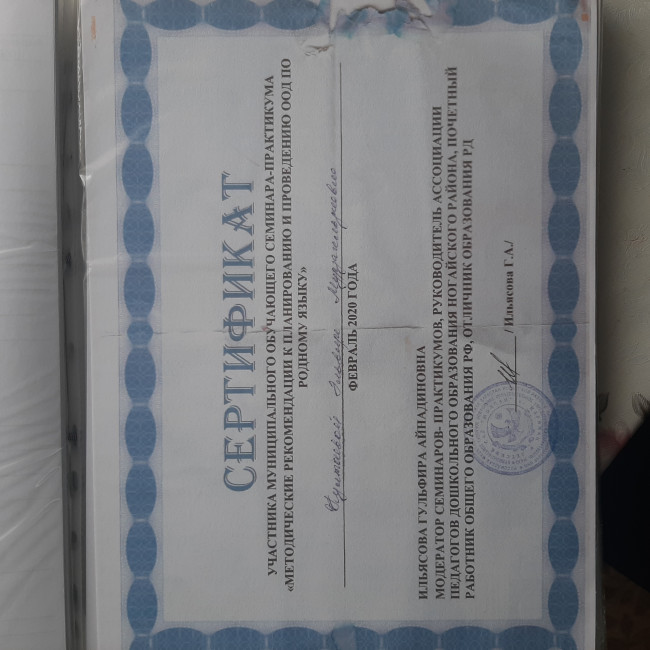 СЕРТИФИКАТ
УЧАСТНИКА МУНИЦИПАЛЬНОГО ОБУЧАЮЩЕГО СЕМИНАРА-ПРАКТИКУМА
«МЕТОДИЧЕСКИЕ РЕКОМЕНДАЦИИ К ПЛАНИРОВАНИЮ И ПРОВЕДЕНИЮ ООД ПО
РОДНОМУ ЯЗЫКУ»
ФЕВРАЛЬ 2020 ГОДА
ИЛЬЯСОВА ГУЛЬФИРА АЙНАДИНОВНА
МОДЕРАТОР СЕМИНАРОВ- ПРАКТИКУМОВ, РУКОВОДИТЕЛЬ АССОЦИАЦИИ
ПЕДАГОГОВ ДОШКОЛЬНОГО ОБРАЗОВАНИЯ НОГАЙСКОГО РАЙОНА, ПОЧЕТНЫЙ
РАБОТНИК ОБЩЕГО ОБРАЗОВАНИЯ РФ, ОТЛИЧНИК ОБРАЗОВАНИЯ РД
/ Ильясова Г.А./